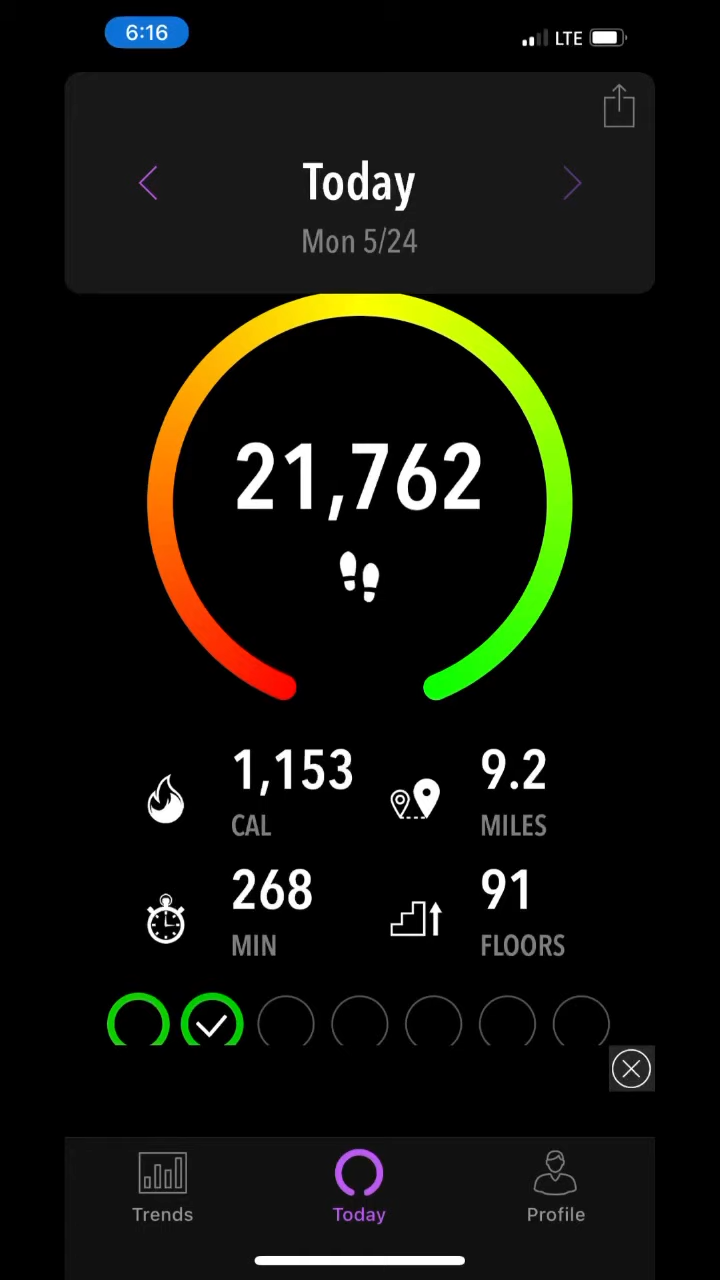 6:16 LTE
Today
Mon 5/24
21,762
1,153 9.2
CAL MILES
268 91
MIN FLOORS
Trends Today Profile